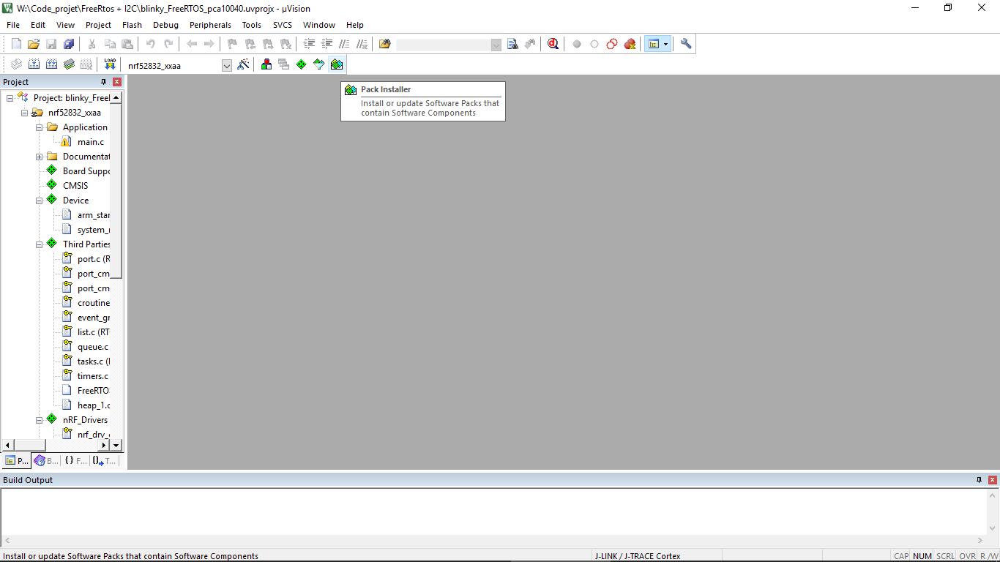 W:\Code_projet\FreeRtos + I2C\blinky_FreeRTOS_pca10040.uvprojx - µVision
File Edit View Project Flash Debug Peripherals Tools SVCS Window Help
LOAD
nrf52832_xxaa
Project
Pack Installer
Install or update Software Packs that
contain Software Components
Project: blinky_Free
nrf52832_xxaa
Application
main.c
Documentat
Board Suppo
CMSIS
Device
arm_star
system_
Third Parties
port.c (R
port_cm
port_cm
croutine
event_gr
list.c (RT
queue.c
tasks.c (
timers.c
FreeRTO
heap_1.c
nRF_Drivers
nrf_drv_
P... B... {} F... T...
Build Output
Install or update Software Packs that contain Software Components
J-LINK / J-TRACE Cortex
CAP NUM SCRL OVR R/W